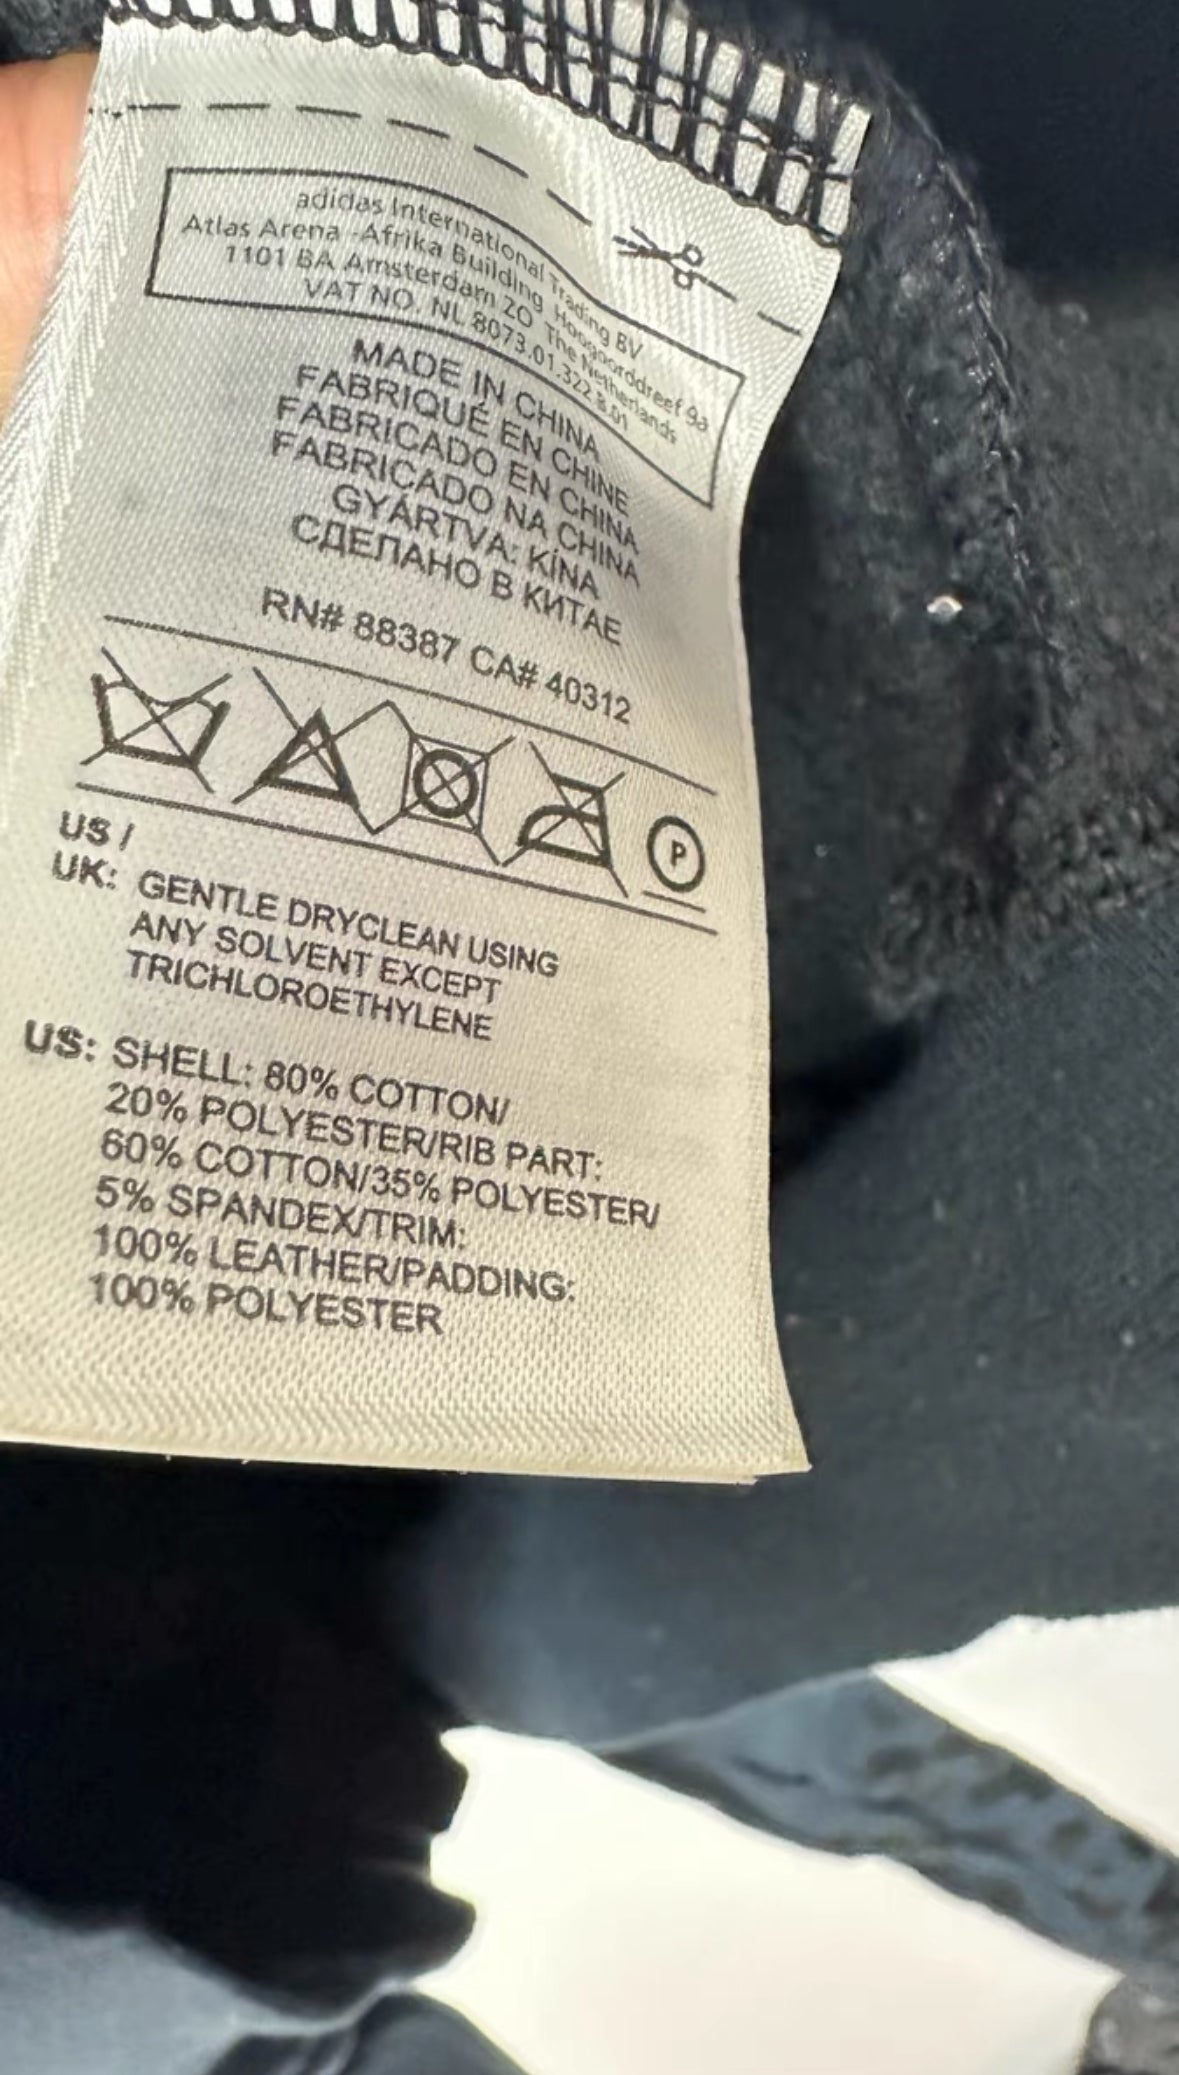 adidas International Trading BV
Atlas Arena -Afrika Building Hoogoorddreef 9a
1101 BA Amsterdam ZO The Netherlands
VAT NO. NL 8073.01.322.B.01
MADE IN CHINA
FABRIQUÉ EN CHINE
FABRICADO EN CHINA
FABRICADO NA CHINA
GYÁRTVA: KÍNA
СДЕЛАНО В КИТАЕ
RN# 88387 CA# 40312
P
US /
UK: GENTLE DRYCLEAN USING
ANY SOLVENT EXCEPT
TRICHLOROETHYLENE
US: SHELL: 80% COTTON/
20% POLYESTER/RIB PART:
60% COTTON/35% POLYESTER/
5% SPANDEX/TRIM:
100% LEATHER/PADDING:
100% POLYESTER